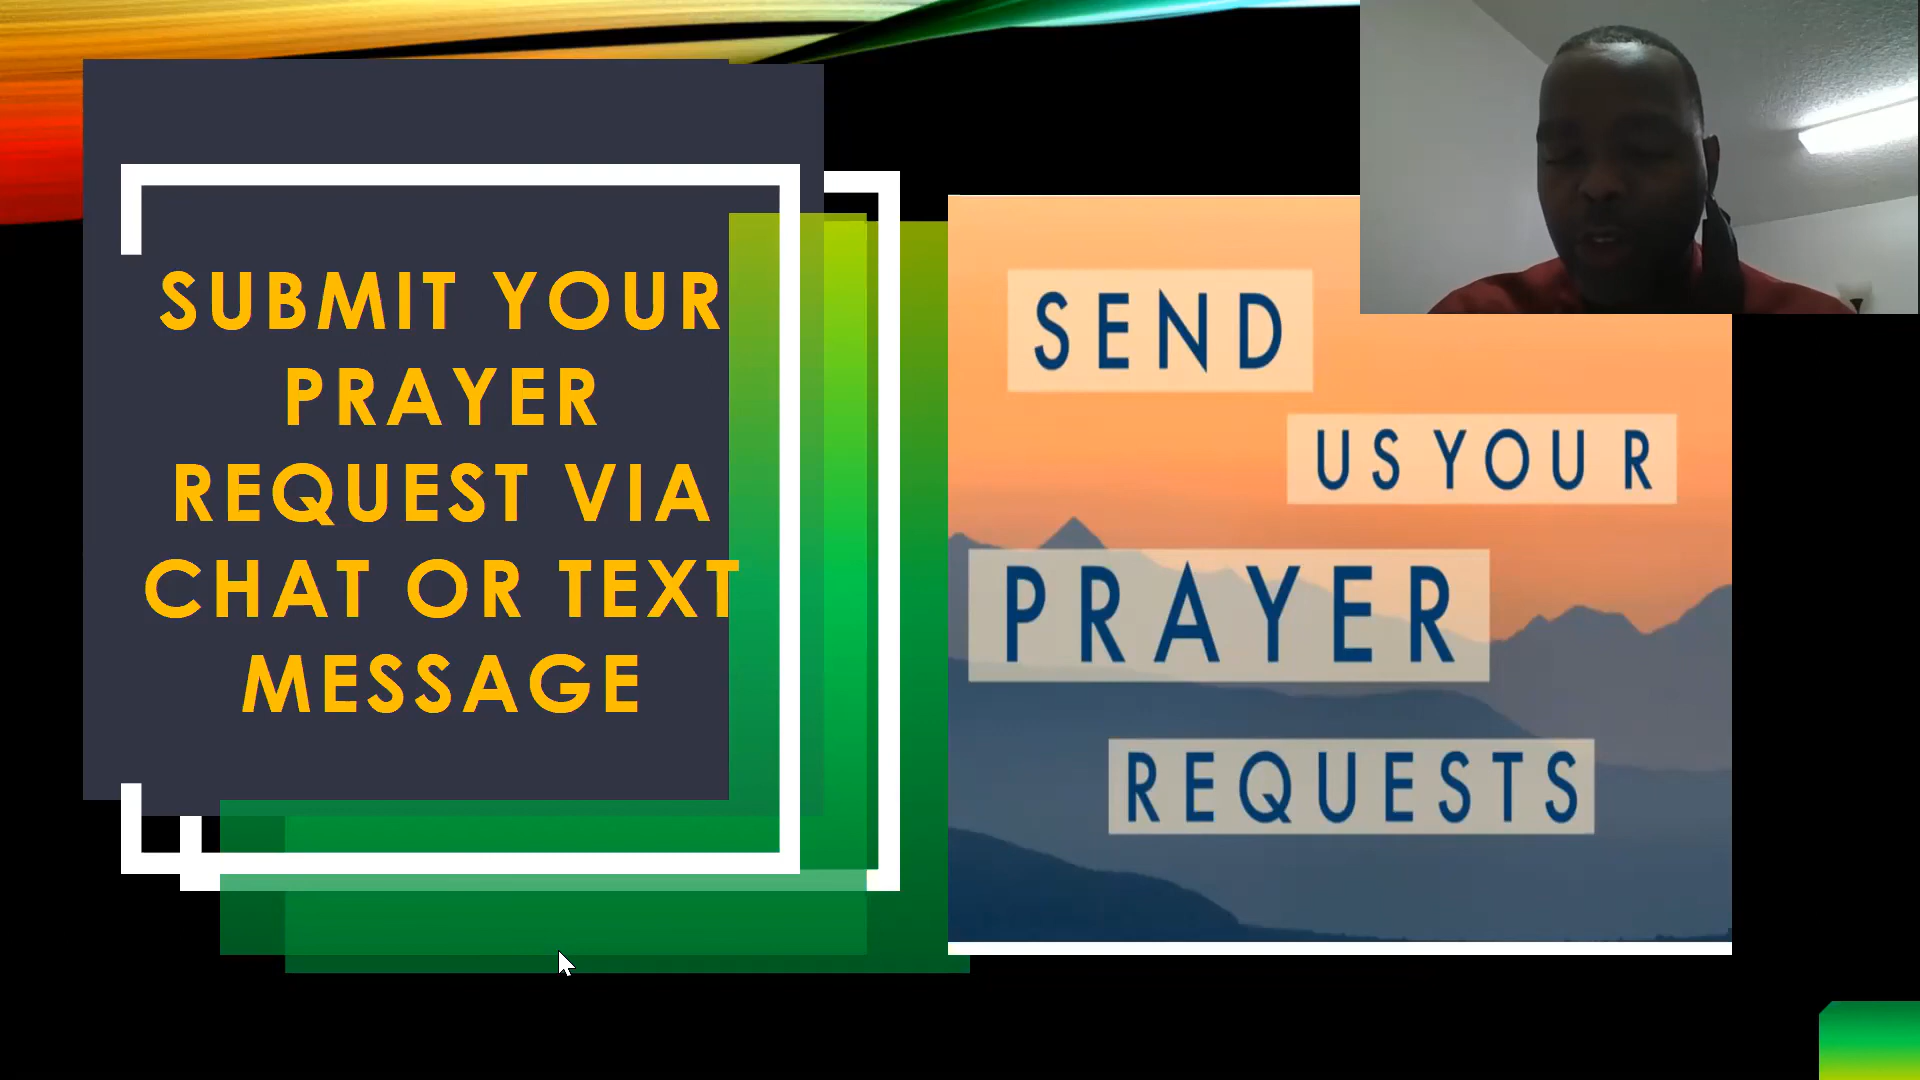 SUBMIT YOUR
PRAYER
REQUEST VIA
CHAT OR TEXT
MESSAGE
SEND
US YOUR
PRAYER
REQUESTS